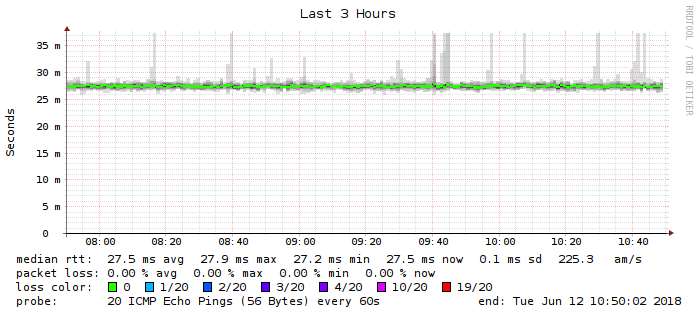 Last 3 Hours
RRDTOOL / TOBI OETIKER
Seconds
35 m
30 m
25 m
20 m
15 m
10 m
5 m
0
08:00 08:20 08:40 09:00 09:20 09:40 10:00 10:20 10:40
median rtt: 27.5 ms avg 27.9 ms max 27.2 ms min 27.5 ms now 0.1 ms sd 225.3 am/s
packet loss: 0.00 % avg 0.00 % max 0.00 % min 0.00 % now
loss color: 0 1/20 2/20 3/20 4/20 10/20 19/20
probe: 20 ICMP Echo Pings (56 Bytes) every 60s end: Tue Jun 12 10:50:02 2018